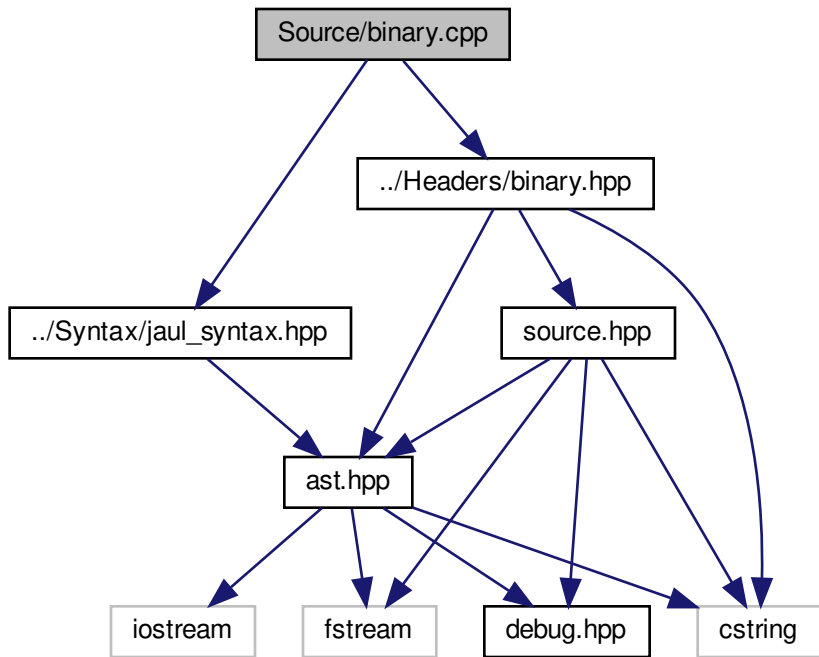 Source/binary.cpp
../Headers/binary.hpp
../Syntax/jaul_syntax.hpp
source.hpp
ast.hpp
iostream
fstream
debug.hpp
cstring